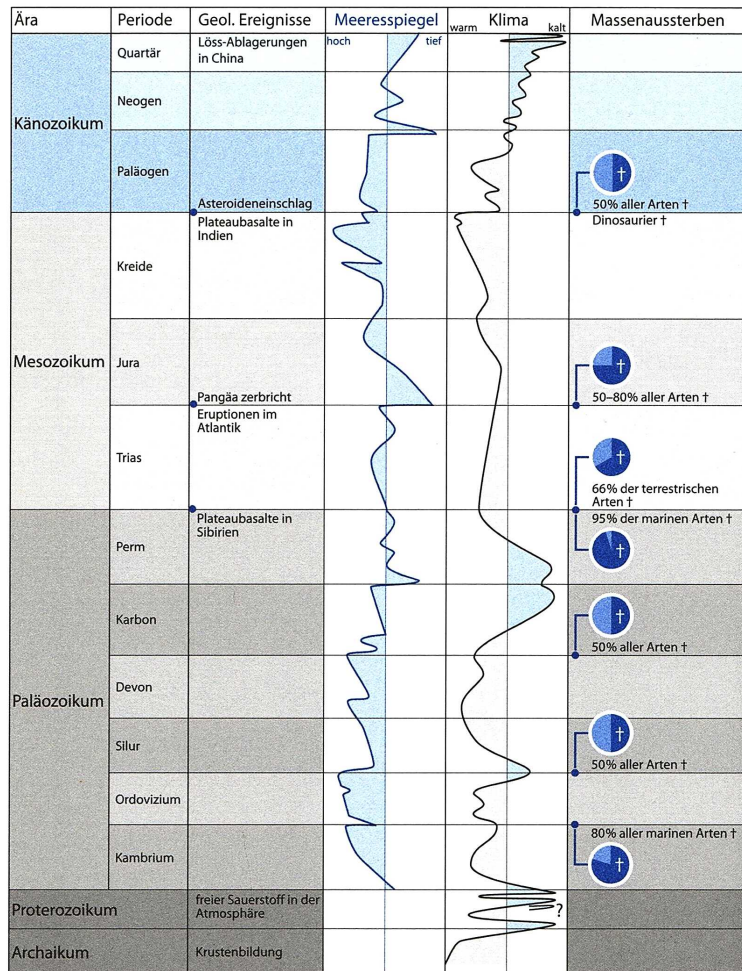 Ära Periode Geol. Ereignisse Meeresspiegel Klima Massenaussterben
hoch tief warm kalt
Quartär Löss-Ablagerungen
in China
Neogen
Känozoikum
Paläogen †
Asteroideneinschlag 50% aller Arten †
Plateaubasalte in Dinosaurier †
Indien
Kreide
Mesozoikum Jura †
Pangäa zerbricht 50–80% aller Arten †
Eruptionen im
Atlantik
Trias †
66% der terrestrischen
Arten †
Plateaubasalte in 95% der marinen Arten †
Sibirien
Perm †
Karbon †
50% aller Arten †
Devon
Paläozoikum
Silur †
50% aller Arten †
Ordovizium
80% aller marinen Arten †
Kambrium †
freier Sauerstoff in der
Proterozoikum Atmosphäre ?
Archaikum Krustenbildung